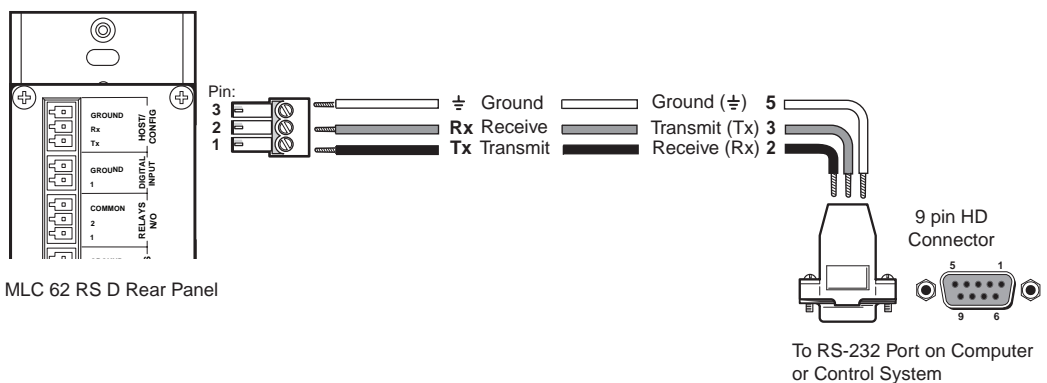 GROUND
Rx
Tx
HOST/
CONFIG
GROUND
1
DIGITAL
INPUT
COMMON
2
1
RELAYS
N/O
MLC 62 RS D Rear Panel
Pin:
3
2
1
⏚ Ground
Rx Receive
Tx Transmit
Ground (⏚) 5
Transmit (Tx) 3
Receive (Rx) 2
9 pin HD
Connector
5 1
9 6
To RS-232 Port on Computer
or Control System